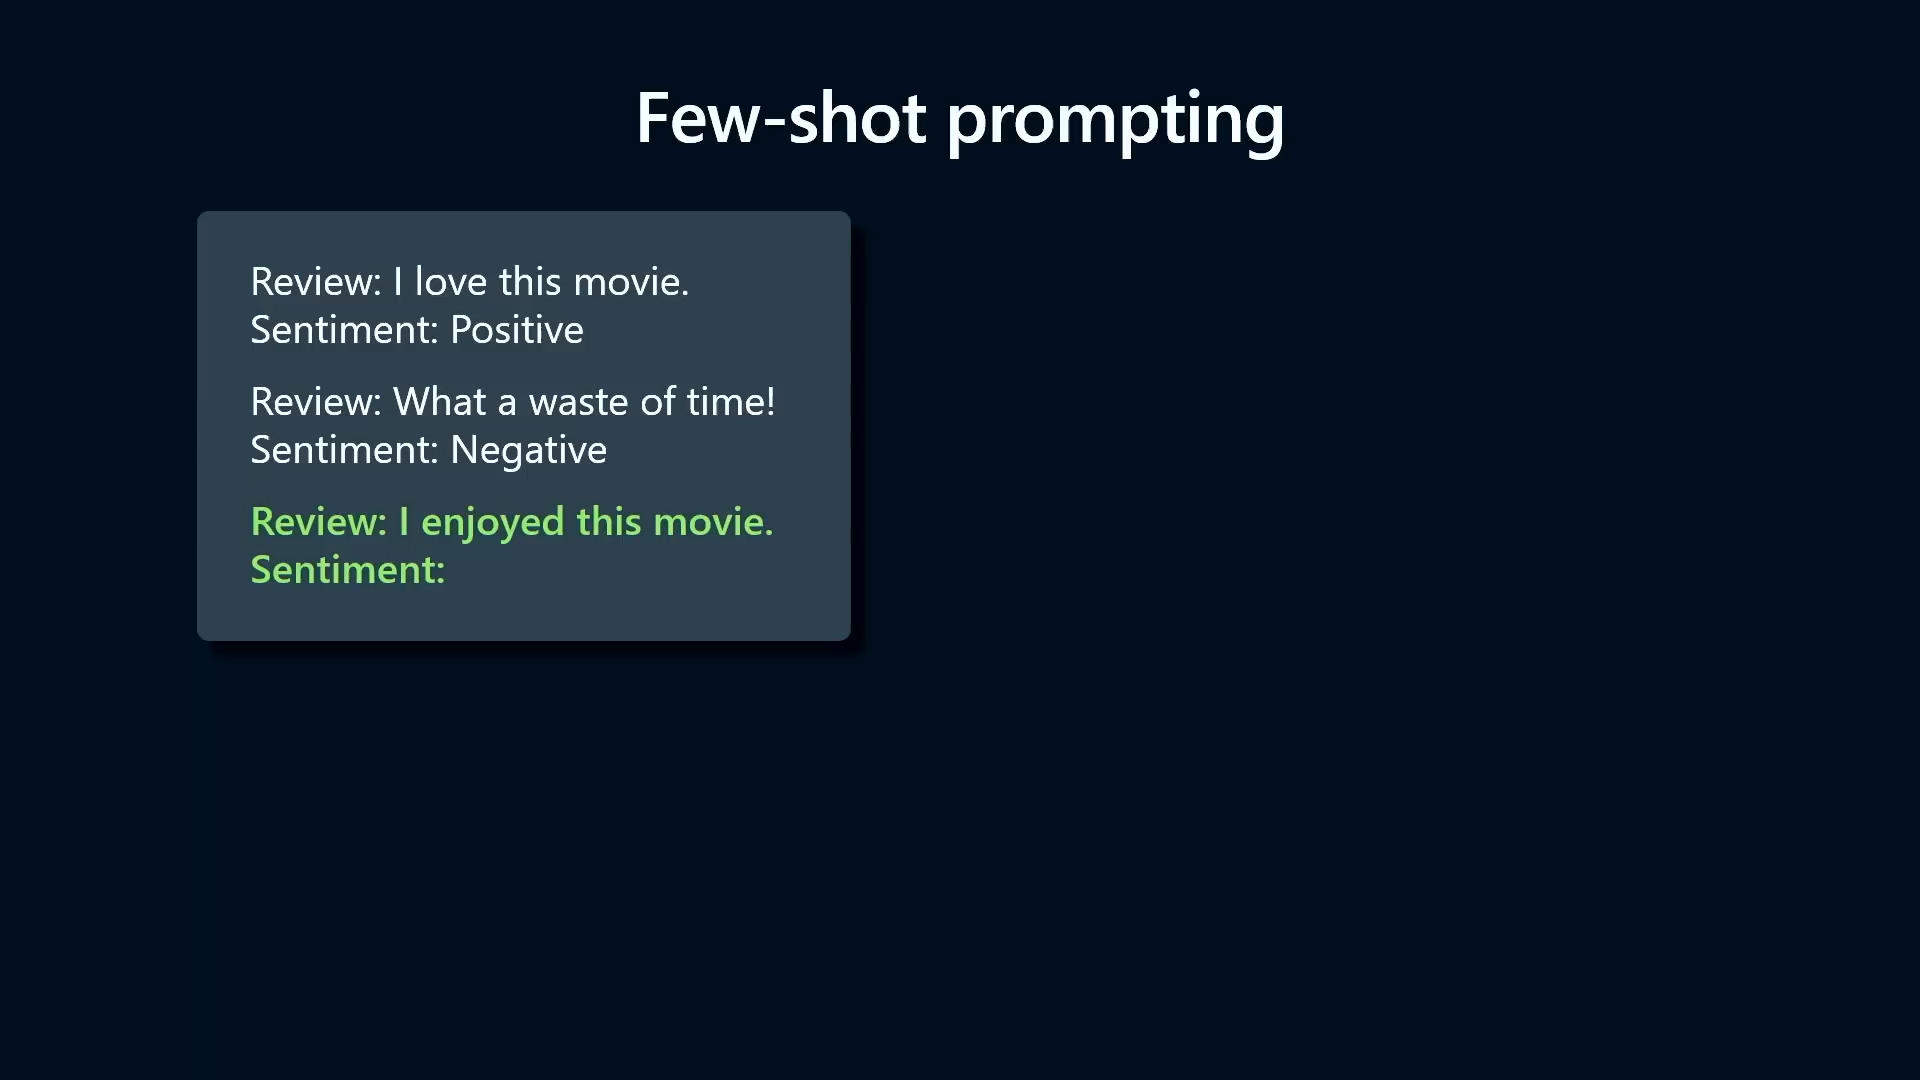 Few-shot prompting
Review: I love this movie.
Sentiment: Positive
Review: What a waste of time!
Sentiment: Negative
Review: I enjoyed this movie.
Sentiment: